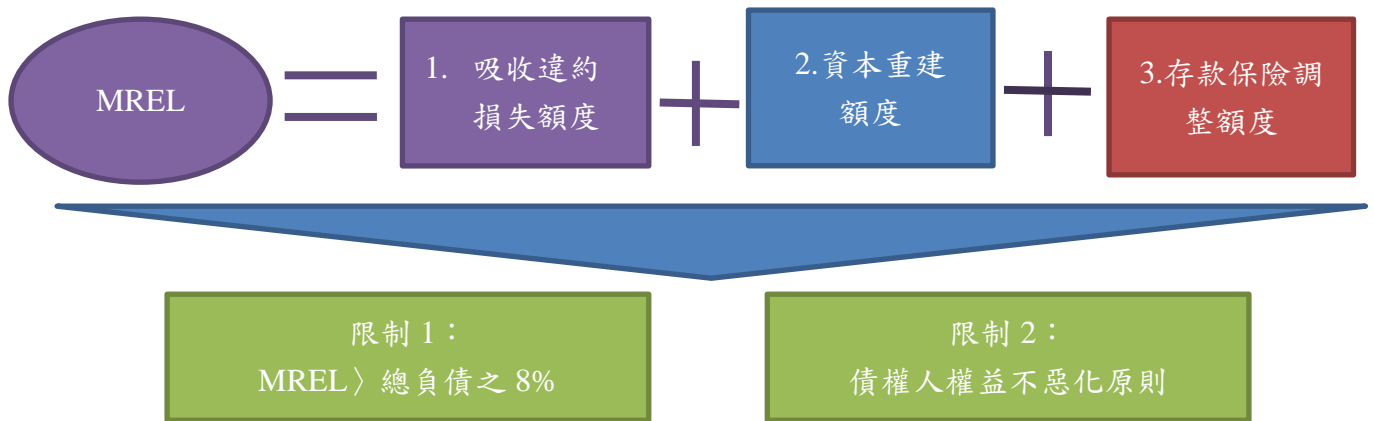 MREL
1. 吸收違約
損失額度
2.資本重建
額度
3.存款保險調
整額度
限制 1：
MREL〉總負債之 8%
限制 2：
債權人權益不惡化原則